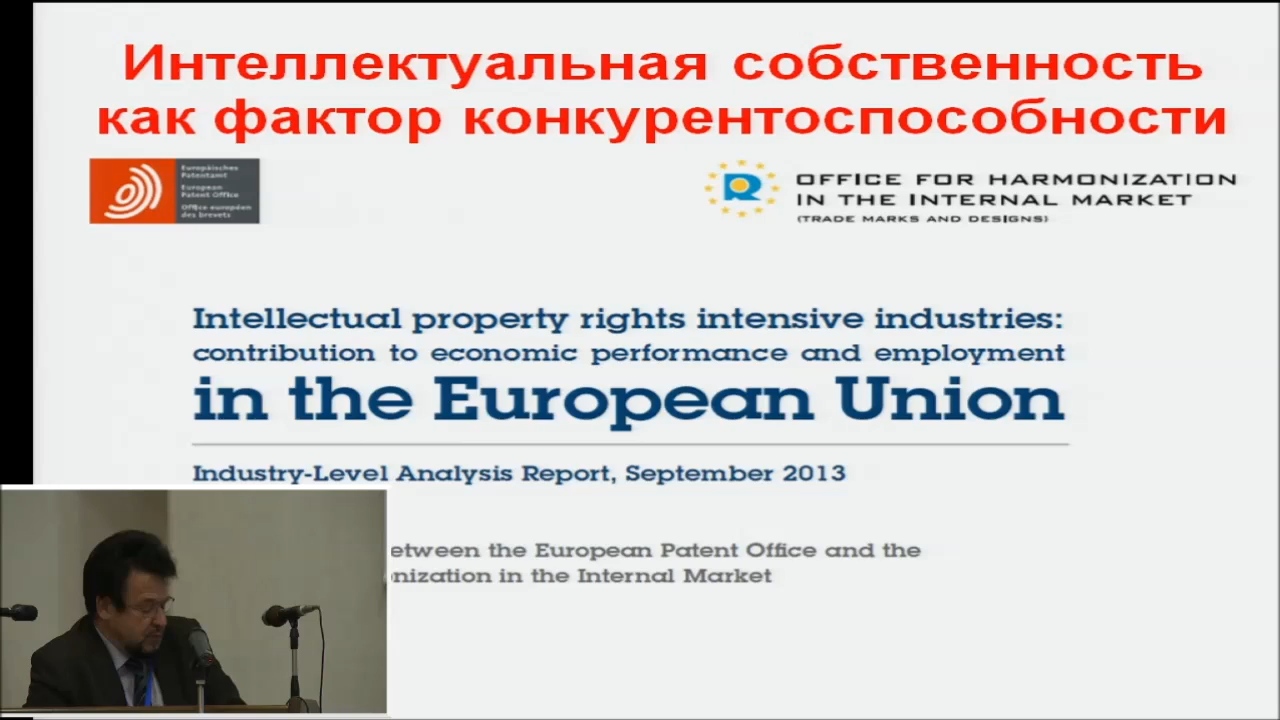 Интеллектуальная собственность
как фактор конкурентоспособности
Europäisches
Patentamt
European
Patent Office
Office européen
des brevets
OFFICE FOR HARMONIZATION
IN THE INTERNAL MARKET
(TRADE MARKS AND DESIGNS)
Intellectual property rights intensive industries:
contribution to economic performance and employment
in the European Union
Industry-Level Analysis Report, September 2013
etween the European Patent Office and the
nization in the Internal Market